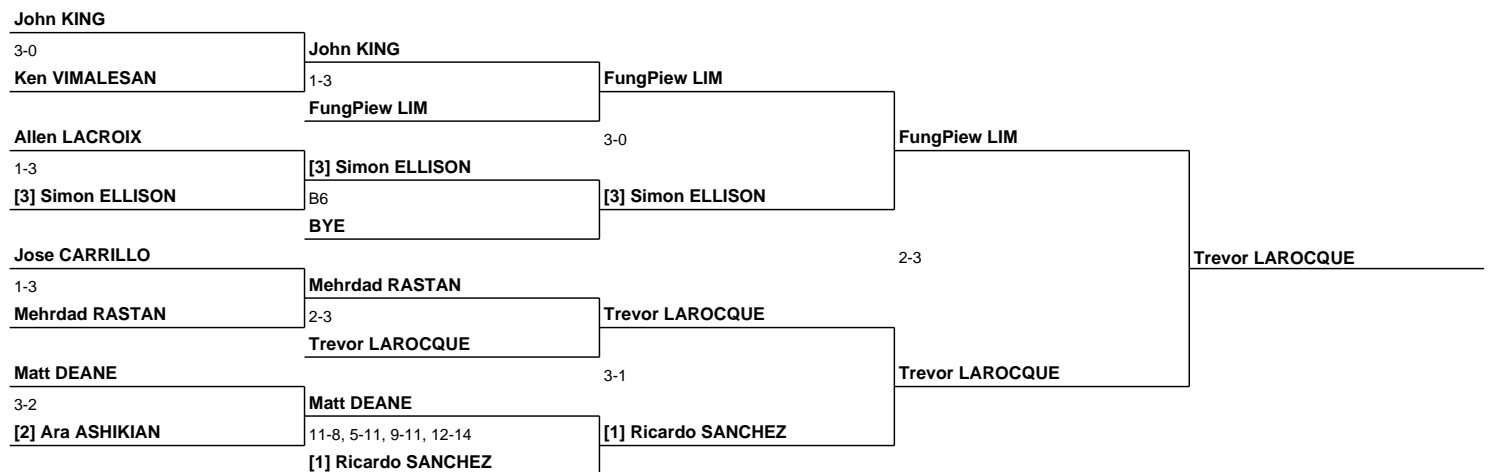 John KING
3-0
John KING
Ken VIMALESAN
1-3
FungPiew LIM
FungPiew LIM
Allen LACROIX
3-0
FungPiew LIM
1-3
[3] Simon ELLISON
[3] Simon ELLISON
B6
[3] Simon ELLISON
BYE
Jose CARRILLO
2-3
Trevor LAROCQUE
1-3
Mehrdad RASTAN
Mehrdad RASTAN
2-3
Trevor LAROCQUE
Trevor LAROCQUE
Matt DEANE
3-1
Trevor LAROCQUE
3-2
Matt DEANE
[2] Ara ASHIKIAN
11-8, 5-11, 9-11, 12-14
[1] Ricardo SANCHEZ
[1] Ricardo SANCHEZ